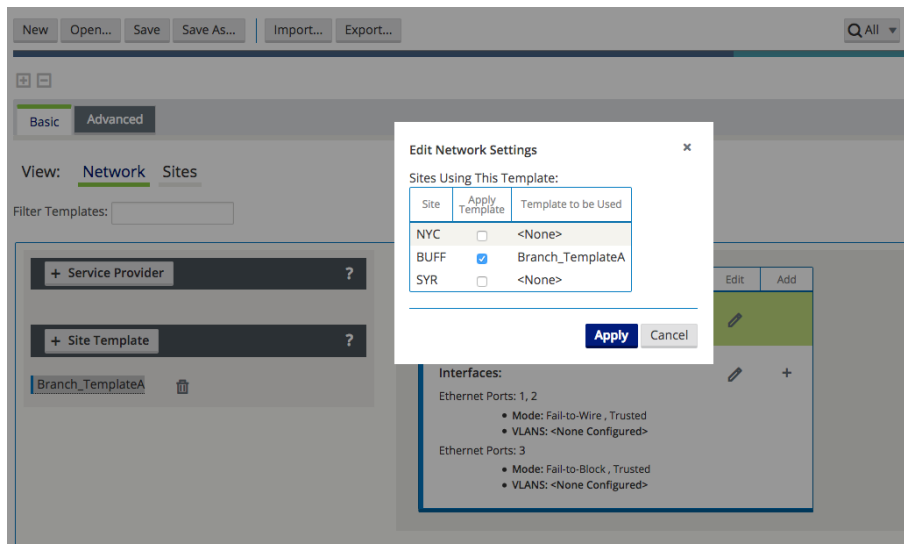 New Open... Save Save As... Import... Export... All
Basic Advanced
View: Network Sites
Filter Templates:
+ Service Provider ?
+ Site Template ?
Branch_TemplateA
Edit Network Settings ×
Sites Using This Template:
Site Apply Template Template to be Used
NYC <None>
BUFF Branch_TemplateA
SYR <None>
Apply Cancel
Edit Add
Interfaces: +
Ethernet Ports: 1, 2
• Mode: Fail-to-Wire , Trusted
• VLANS: <None Configured>
Ethernet Ports: 3
• Mode: Fail-to-Block , Trusted
• VLANS: <None Configured>